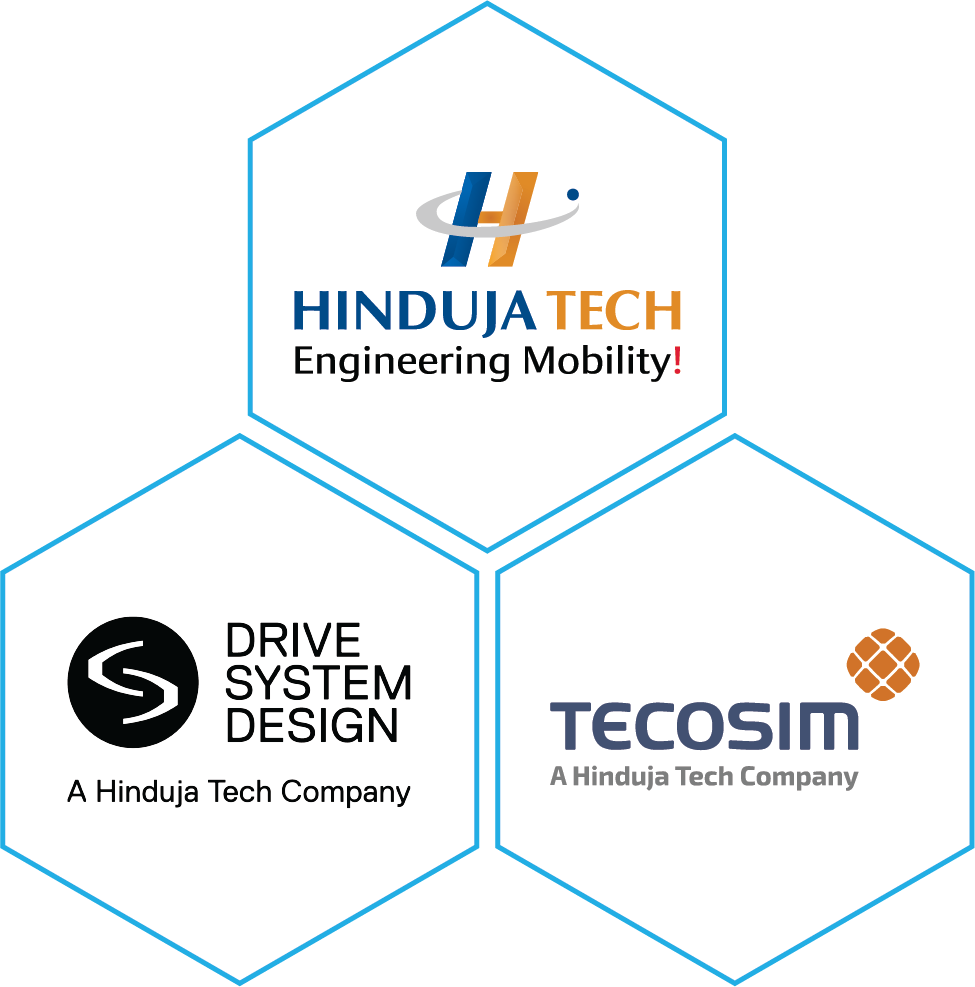 HINDUJA TECH
Engineering Mobility!
DRIVE
SYSTEM
DESIGN
A Hinduja Tech Company
TECOSIM
A Hinduja Tech Company